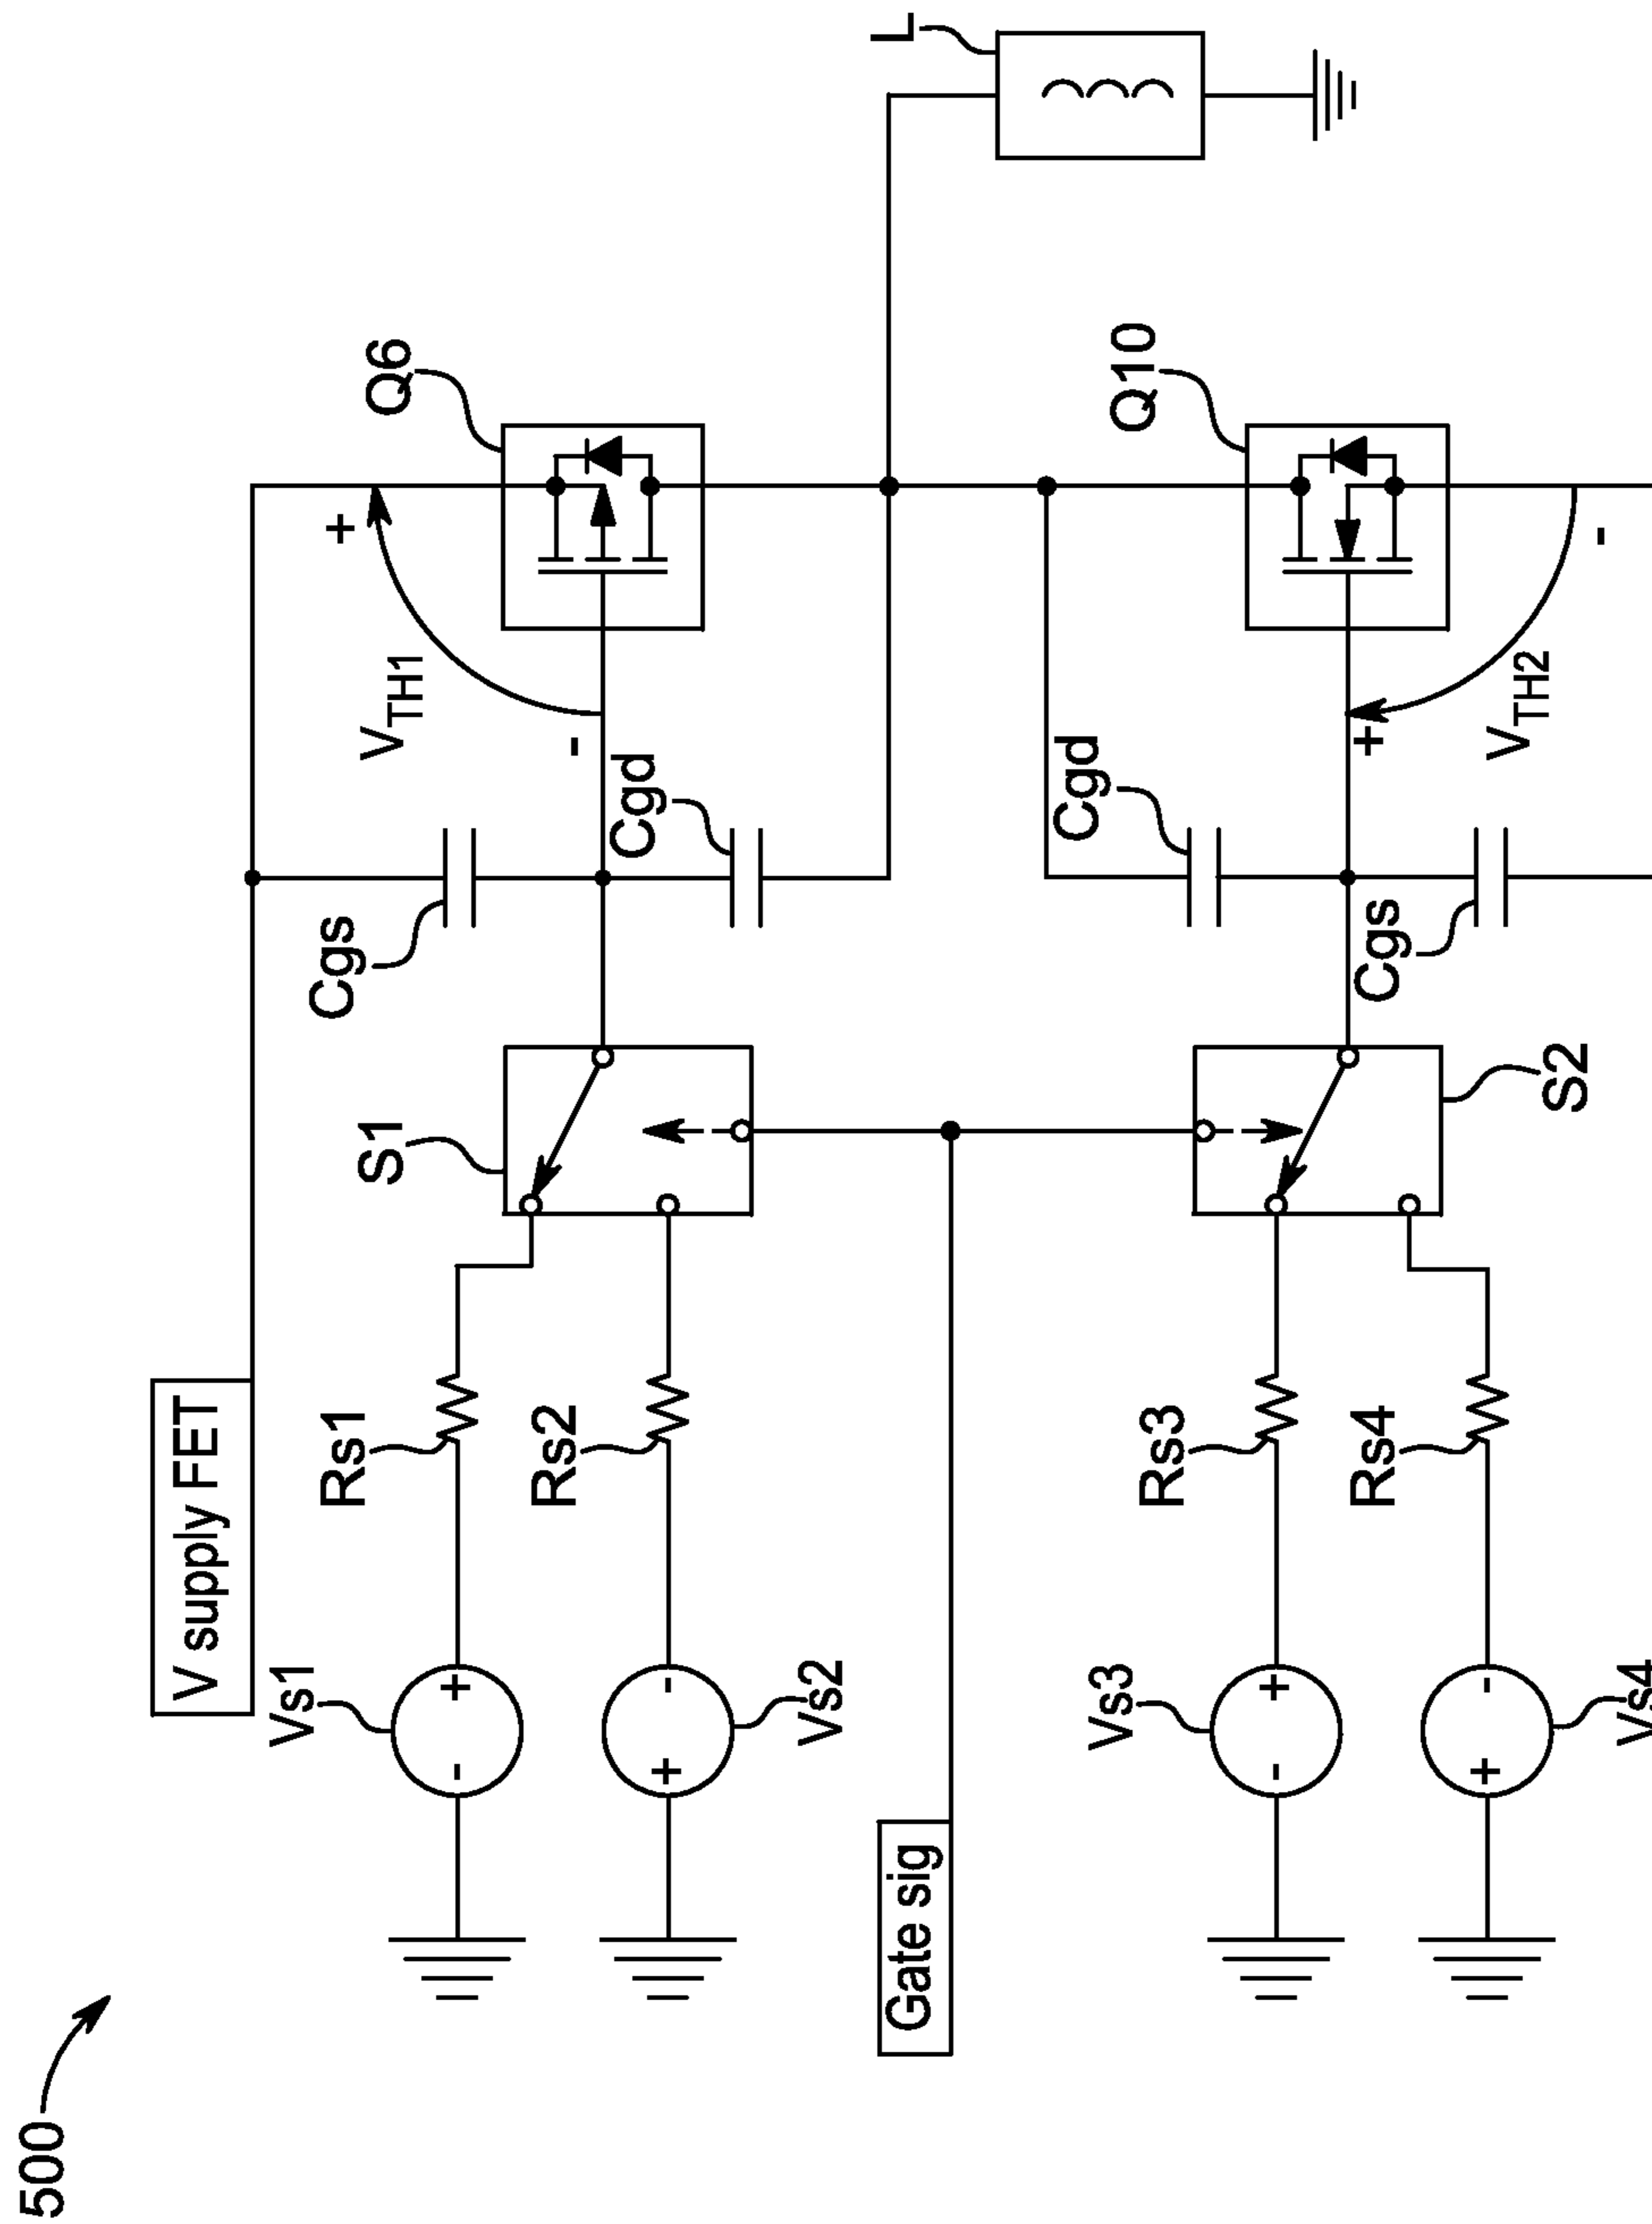 500
V supply FET
Vs1
Rs1
S1
Cgs
VTH1
+
-
Q6
- +
Vs2
Rs2
+ -
Cgd
L
Gate sig
Vs3
Rs3
- +
Cgd
Q10
Vs4
Rs4
+ -
S2
Cgs
+
VTH2
-